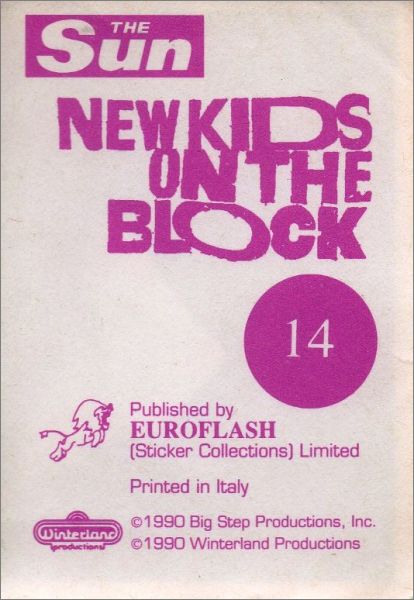 THE
Sun
NEW KIDS
ON THE
BLOCK
14
Published by
EUROFLASH
(Sticker Collections) Limited
Printed in Italy
Winterland
productions
©1990 Big Step Productions, Inc.
©1990 Winterland Productions